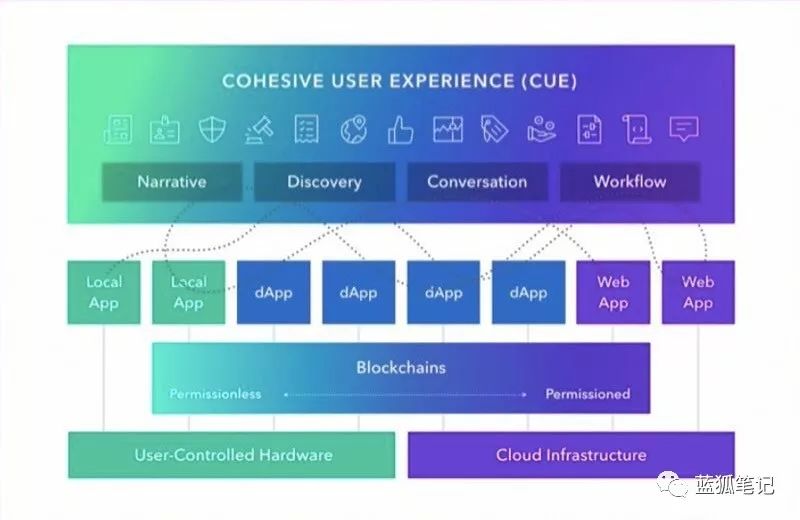 COHESIVE USER EXPERIENCE (CUE)
Narrative
Discovery
Conversation
Workflow
Local
App
Local
App
dApp
dApp
dApp
dApp
Web
App
Web
App
Blockchains
Permissionless
Permissioned
User-Controlled Hardware
Cloud Infrastructure
蓝狐笔记